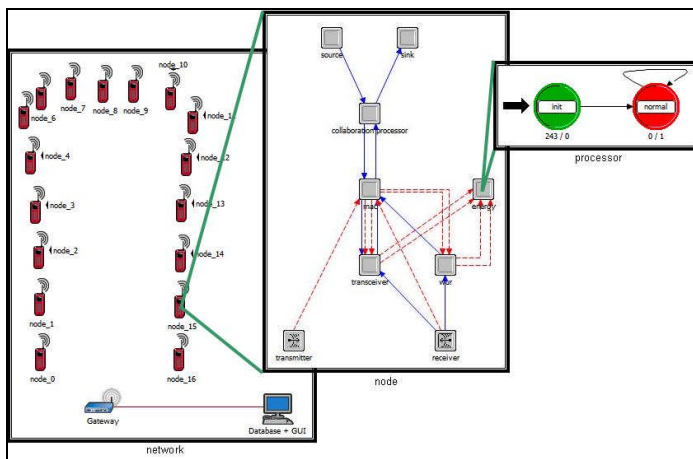 node_10
node_7
node_8
node_9
node_6
node_1
node_4
node_12
node_3
node_13
node_2
node_14
node_1
node_15
node_0
node_16
Gateway
Database + GUI
network
source
sink
collaboration processor
mac
energy
transceiver
wur
transmitter
receiver
node
init
normal
243 / 0
0 / 1
processor